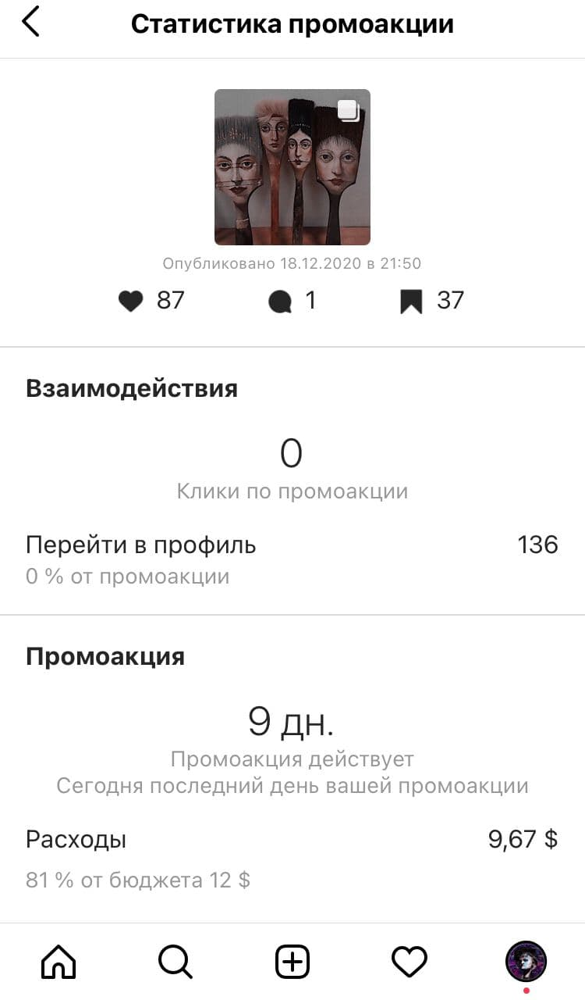 Статистика промоакции
Опубликовано 18.12.2020 в 21:50
87 1 37
Взаимодействия
0
Клики по промоакции
Перейти в профиль 136
0 % от промоакции
Промоакция
9 дн.
Промоакция действует
Сегодня последний день вашей промоакции
Расходы 9,67 $
81 % от бюджета 12 $